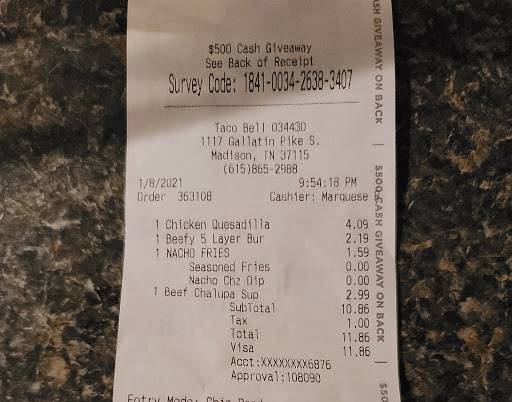 $500 Cash Giveaway
See Back of Receipt
Survey Code: 1841-0034-2638-3407
Taco Bell 034430
1117 Gallatin Pike S.
Madison, TN 37115
(615)865-2988
1/8/2021 9:54:18 PM
Order 363108 Cashier: Marquese
1 Chicken Quesadilla 4.09
1 Beefy 5 Layer Bur 2.19
1 NACHO FRIES 1.59
Seasoned Fries 0.00
Nacho Chz Dip 0.00
1 Beef Chalupa Sup 2.99
SubTotal 10.86
Tax 1.00
Total 11.86
Visa 11.86
Acct:XXXXXXXX6876
Approval:108090
Entry Mode: Chip
CASH GIVEAWAY ON BACK | $500 CASH GIVEAWAY ON BACK | $50